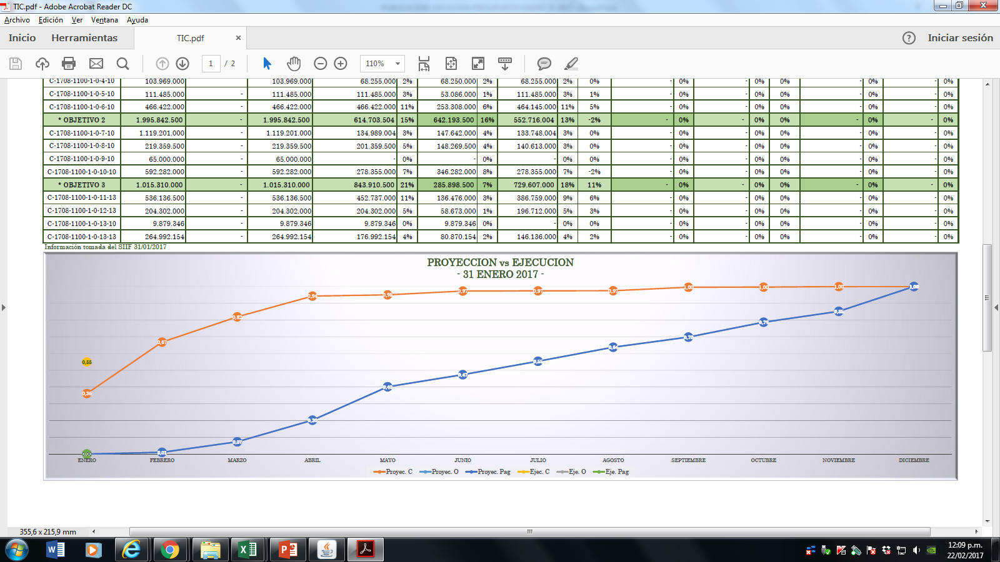 TIC.pdf - Adobe Acrobat Reader DC
Archivo Edición Ver Ventana Ayuda
Inicio Herramientas TIC.pdf × ? Iniciar sesión
1 / 2 110%
C-1708-1100-1-0-4-10 103.969.000 103.969.000 68.255.000 2% 68.250.000 2% 68.255.000 2% 0% - 0% - 0% 0% - 0% - 0%
C-1708-1100-1-0-5-10 111.485.000 - 111.485.000 111.485.000 3% 53.086.000 1% 111.485.000 3% 1% - 0% - 0% 0% - 0% - 0%
C-1708-1100-1-0-6-10 466.422.000 - 466.422.000 466.422.000 11% 253.308.000 6% 464.145.000 11% 5% - 0% - 0% 0% - 0% - 0%
* OBJETIVO 2 1.995.842.500 - 1.995.842.500 614.703.504 15% 642.193.500 16% 552.716.004 13% -2% - 0% - 0% 0% - 0% - 0%
C-1708-1100-1-0-7-10 1.119.201.000 - 1.119.201.000 134.989.004 3% 147.642.000 4% 133.748.004 3% 0% - 0% - 0% 0% - 0% - 0%
C-1708-1100-1-0-8-10 219.359.500 - 219.359.500 201.359.500 5% 148.269.500 4% 140.613.000 3% 0% - 0% - 0% 0% - 0% - 0%
C-1708-1100-1-0-9-10 65.000.000 - 65.000.000 - 0% - 0% - 0% 0% - 0% - 0% 0% - 0% - 0%
C-1708-1100-1-0-10-10 592.282.000 - 592.282.000 278.355.000 7% 346.282.000 8% 278.355.000 7% -2% - 0% - 0% 0% - 0% - 0%
* OBJETIVO 3 1.015.310.000 - 1.015.310.000 843.910.500 21% 285.898.500 7% 729.607.000 18% 11% - 0% - 0% 0% - 0% - 0%
C-1708-1100-1-0-11-13 536.136.500 - 536.136.500 452.737.000 11% 136.476.000 3% 386.759.000 9% 6% - 0% - 0% 0% - 0% - 0%
C-1708-1100-1-0-12-13 204.302.000 - 204.302.000 204.302.000 5% 58.673.000 1% 196.712.000 5% 3% - 0% - 0% 0% - 0% - 0%
C-1708-1100-1-0-13-10 9.879.346 - 9.879.346 9.879.346 0% 9.879.346 0% - 0% 0% - 0% - 0% 0% - 0% - 0%
C-1708-1100-1-0-13-13 264.992.154 - 264.992.154 176.992.154 4% 80.870.154 2% 146.136.000 4% 2% - 0% - 0% 0% - 0% - 0%
Información tomada del SIIF 31/01/2017
PROYECCION vs EJECUCION
- 31 ENERO 2017 -
0,36 0,67 0,82 0,94 0,95 0,97 0,97 0,97 1,00 1,00 1,00 1,00
0,55
0,01 0,07 0,20 0,40 0,47 0,55 0,64 0,70 0,79 0,85
ENERO FEBRERO MARZO ABRIL MAYO JUNIO JULIO AGOSTO SEPTIEMBRE OCTUBRE NOVIEMBRE DICIEMBRE
Proyec. C Proyec. O Proyec. Pag Ejec. C Eje. O Eje. Pag
355,6 x 215,9 mm
12:09 p.m.
22/02/2017